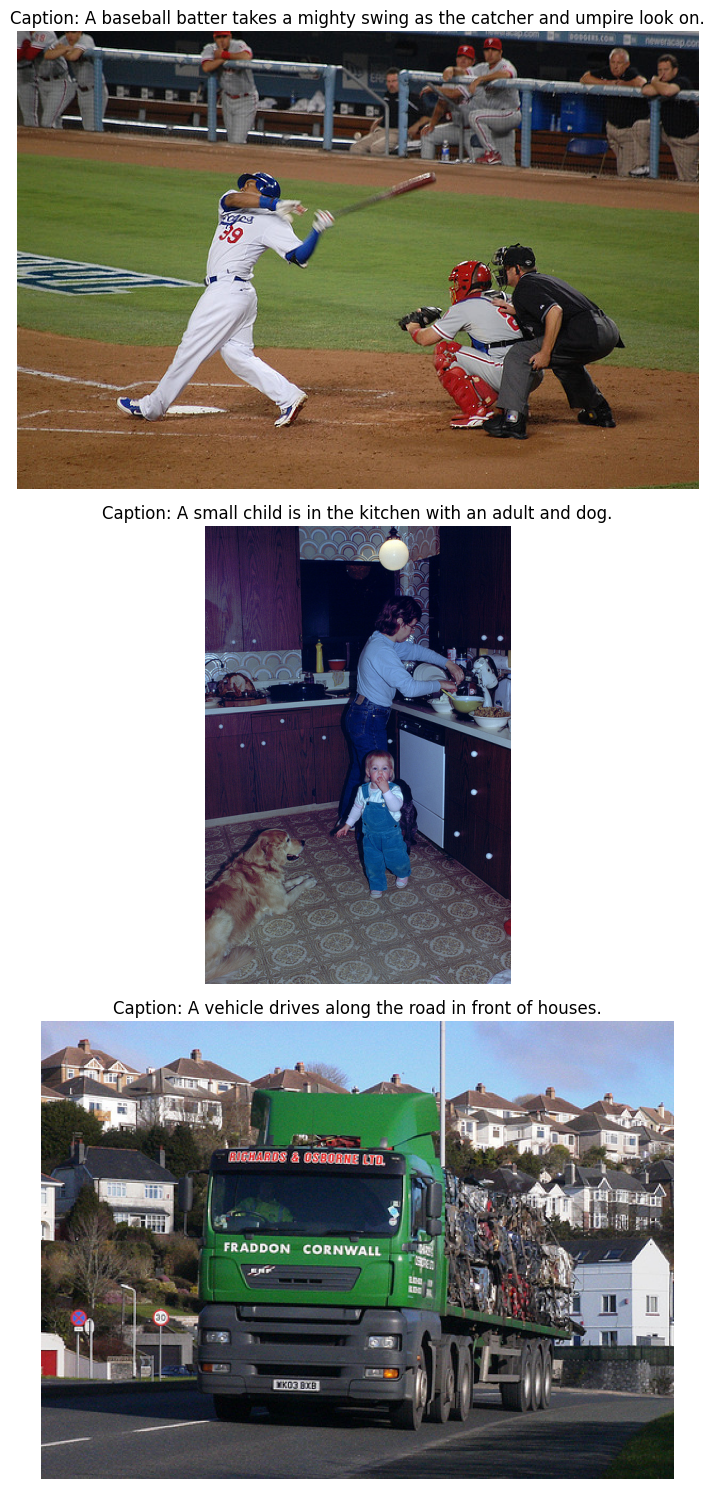 Caption: A baseball batter takes a mighty swing as the catcher and umpire look on.
DODGERS.COM
neweracap.com
39
Caption: A small child is in the kitchen with an adult and dog.
Caption: A vehicle drives along the road in front of houses.
RICHARDS & OSBORNE LTD.
FRADDON CORNWALL
ERF
30
WK03 BXB